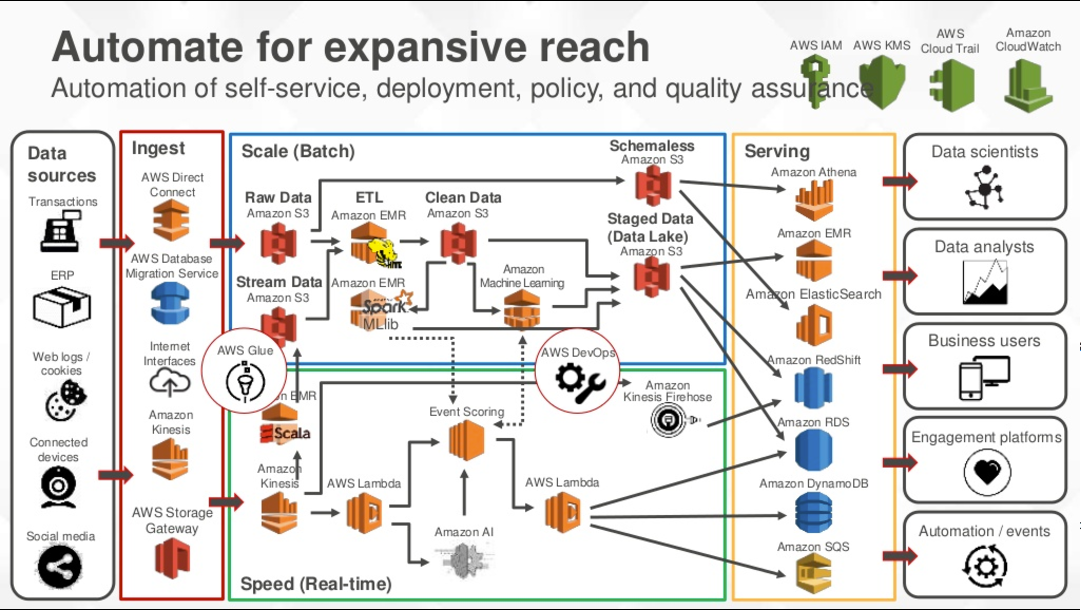 Automate for expansive reach
Automation of self-service, deployment, policy, and quality assurance
AWS IAM
AWS KMS
AWS
Cloud Trail
Amazon
CloudWatch
Data
sources
Transactions
ERP
Web logs /
cookies
Connected
devices
Social media
Ingest
AWS Direct
Connect
AWS Database
Migration Service
Internet
Interfaces
Amazon
Kinesis
AWS Storage
Gateway
Scale (Batch)
Raw Data
Amazon S3
ETL
Amazon EMR
HIVE
Clean Data
Amazon S3
Schemaless
Amazon S3
Staged Data
(Data Lake)
Amazon S3
Stream Data
Amazon S3
Amazon EMR
Spark
MLlib
Amazon
Machine Learning
AWS Glue
AWS DevOps
n EMR
Scala
Amazon
Kinesis
AWS Lambda
Event Scoring
Amazon AI
AWS Lambda
Amazon
Kinesis Firehose
Speed (Real-time)
Serving
Amazon Athena
Amazon EMR
Amazon ElasticSearch
Amazon RedShift
Amazon RDS
Amazon DynamoDB
Amazon SQS
Data scientists
Data analysts
Business users
Engagement platforms
Automation / events